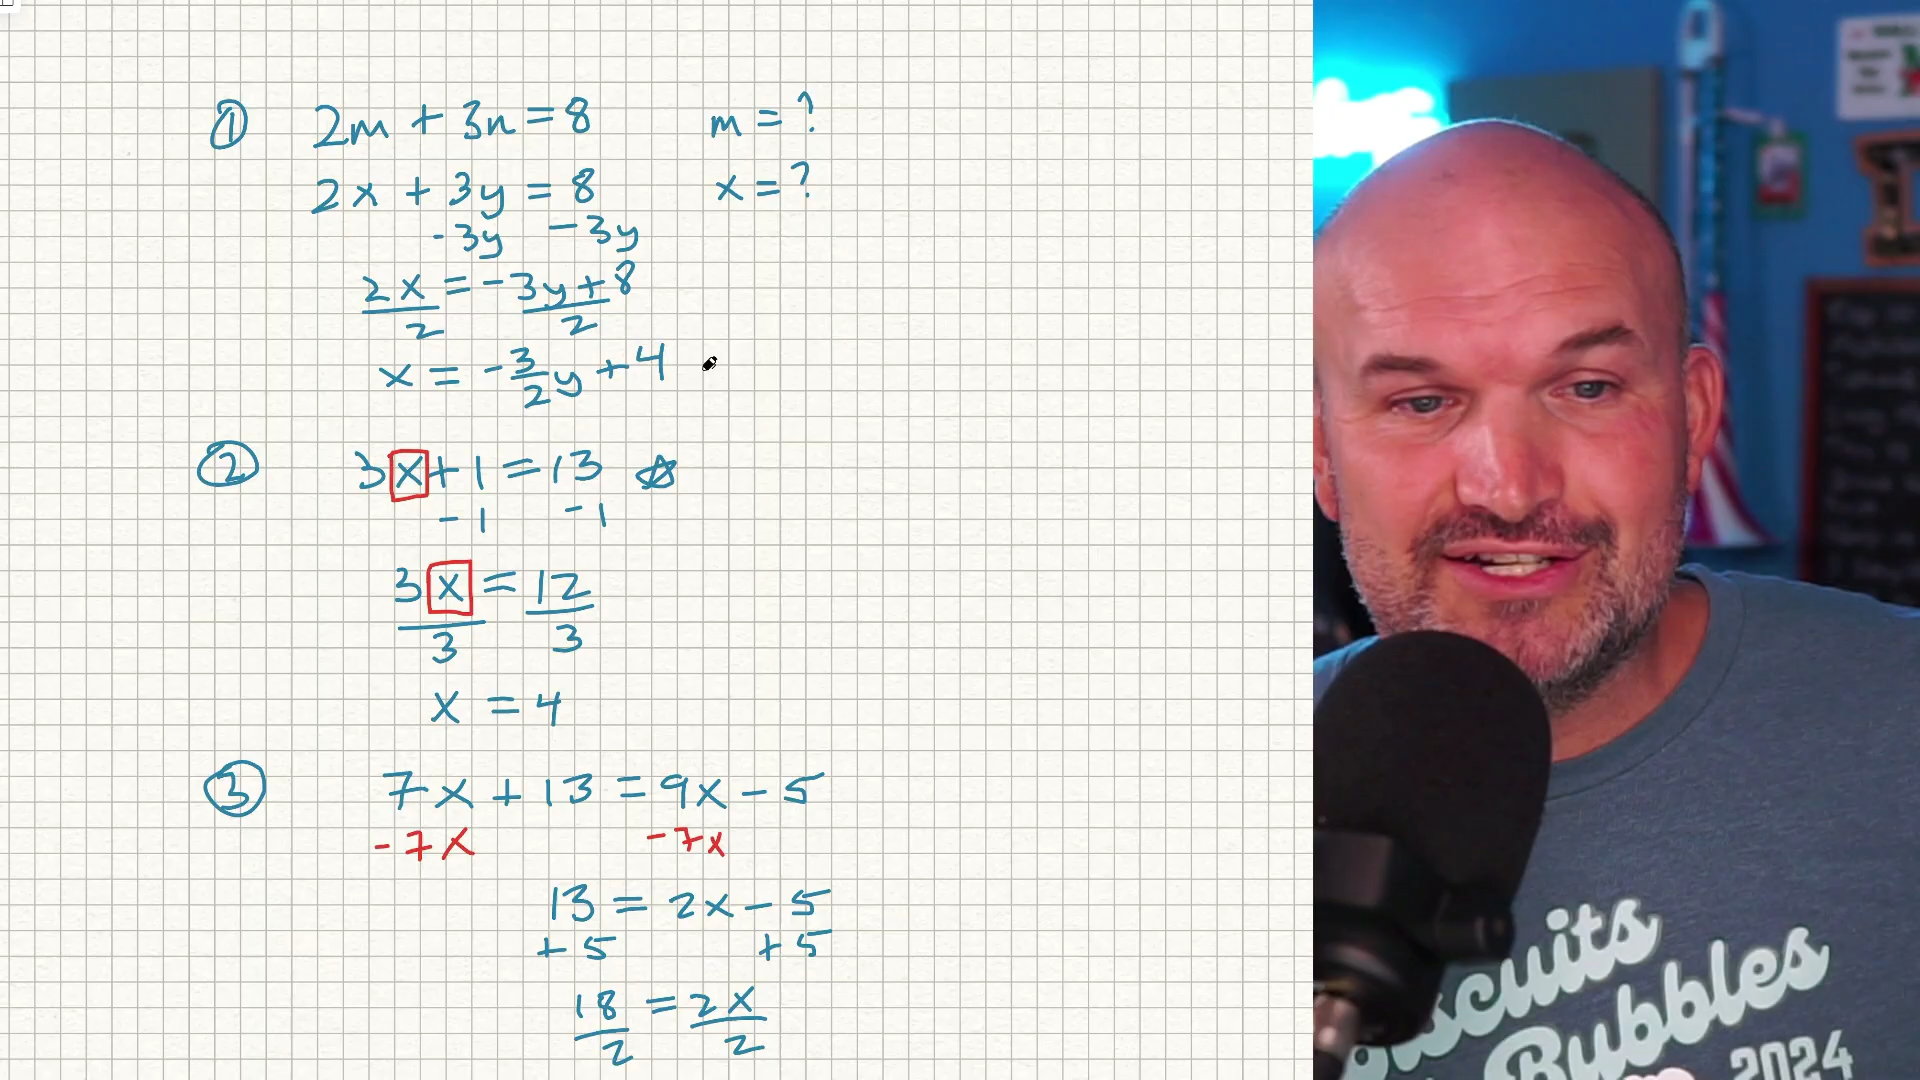 ① 2m + 3n = 8 m = ?
2x + 3y = 8 x = ?
-3y -3y
2x = -3y+8
2 2
x = -3/2y + 4
② 3x+1 = 13 ☆
-1 -1
3x = 12
3 3
x = 4
③ 7x + 13 = 9x - 5
-7x -7x
13 = 2x - 5
+5 +5
18 = 2x
2 2
Bubbles
2024